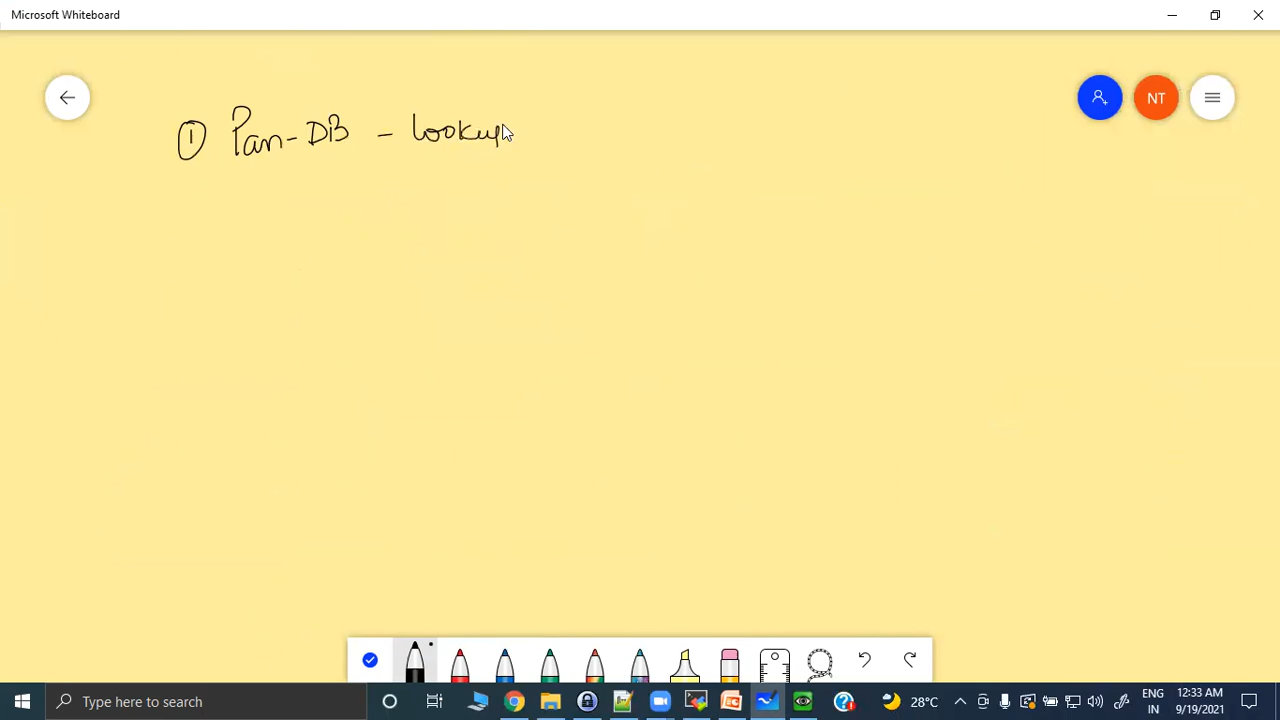 Microsoft Whiteboard
NT
① Pan-DB - lookup
Type here to search
28°C
ENG
IN
12:33 AM
9/19/2021